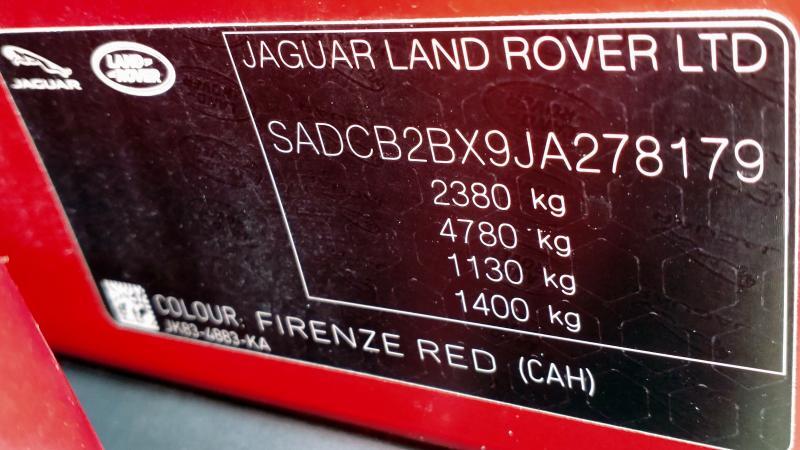 JAGUAR
LAND
ROVER
JAGUAR LAND ROVER LTD
SADCB2BX9JA278179
2380 kg
4780 kg
1130 kg
1400 kg
COLOUR: FIRENZE RED (CAH)
JK83-4883-KA